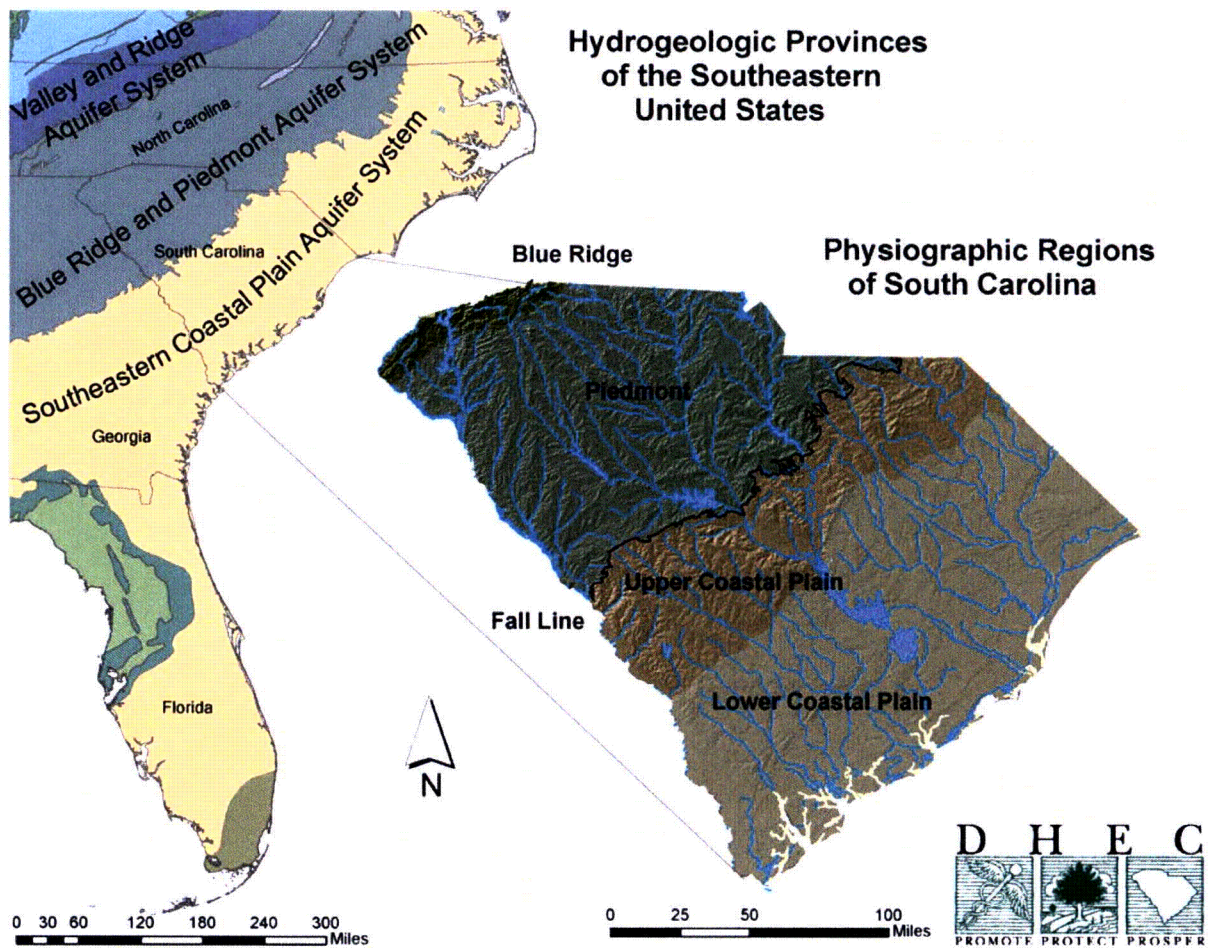 Hydrogeologic Provinces
of the Southeastern
United States
Valley and Ridge
Aquifer System
North Carolina
Blue Ridge and Piedmont Aquifer System
South Carolina
Southeastern Coastal Plain Aquifer System
Georgia
Florida
Physiographic Regions
of South Carolina
Blue Ridge
Piedmont
Fall Line
Upper Coastal Plain
Lower Coastal Plain
N
0 30 60 120 180 240 300
Miles
0 25 50 100
Miles
D H E C
PROMOTE PROTECT PROSPER